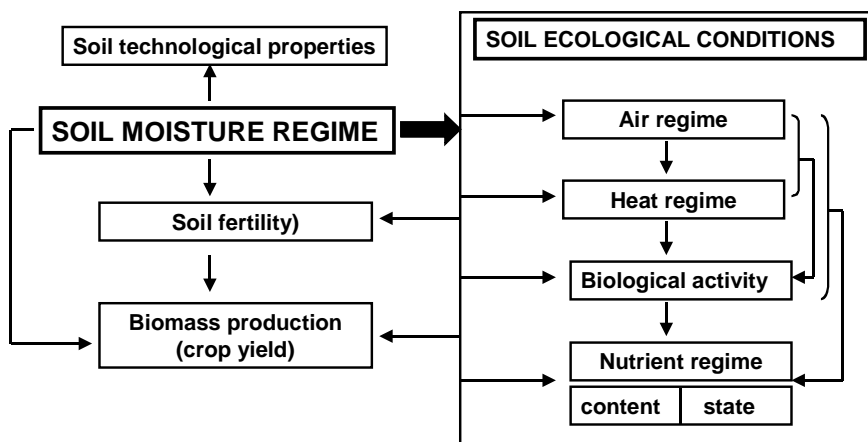 Soil technological properties
SOIL MOISTURE REGIME
Soil fertility)
Biomass production
(crop yield)
SOIL ECOLOGICAL CONDITIONS
Air regime
Heat regime
Biological activity
Nutrient regime
content state